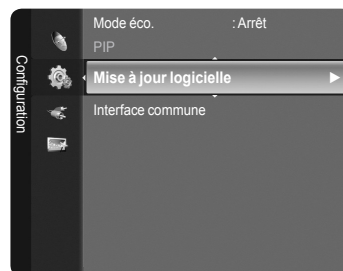 Configuration
Mode éco. : Arrêt
PIP
Mise à jour logicielle
Interface commune